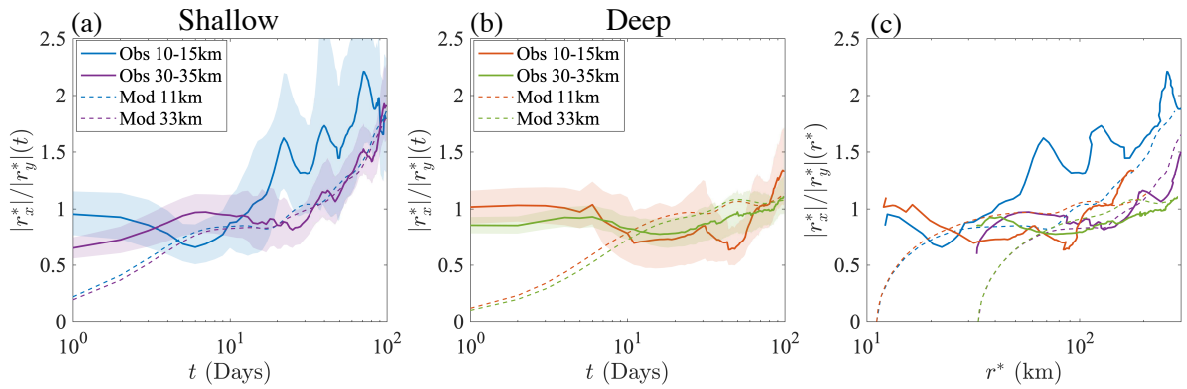 (a) Shallow
2.5
2
1.5
1
0.5
0
|r*x|/|r*y|(t)
Obs 10-15km
Obs 30-35km
Mod 11km
Mod 33km
10^0 10^1 10^2
t (Days)
(b) Deep
2.5
2
1.5
1
0.5
0
|r*x|/|r*y|(t)
Obs 10-15km
Obs 30-35km
Mod 11km
Mod 33km
10^0 10^1 10^2
t (Days)
(c)
2.5
2
1.5
1
0.5
0
|r*x|/|r*y|(r*)
10^1 10^2
r* (km)